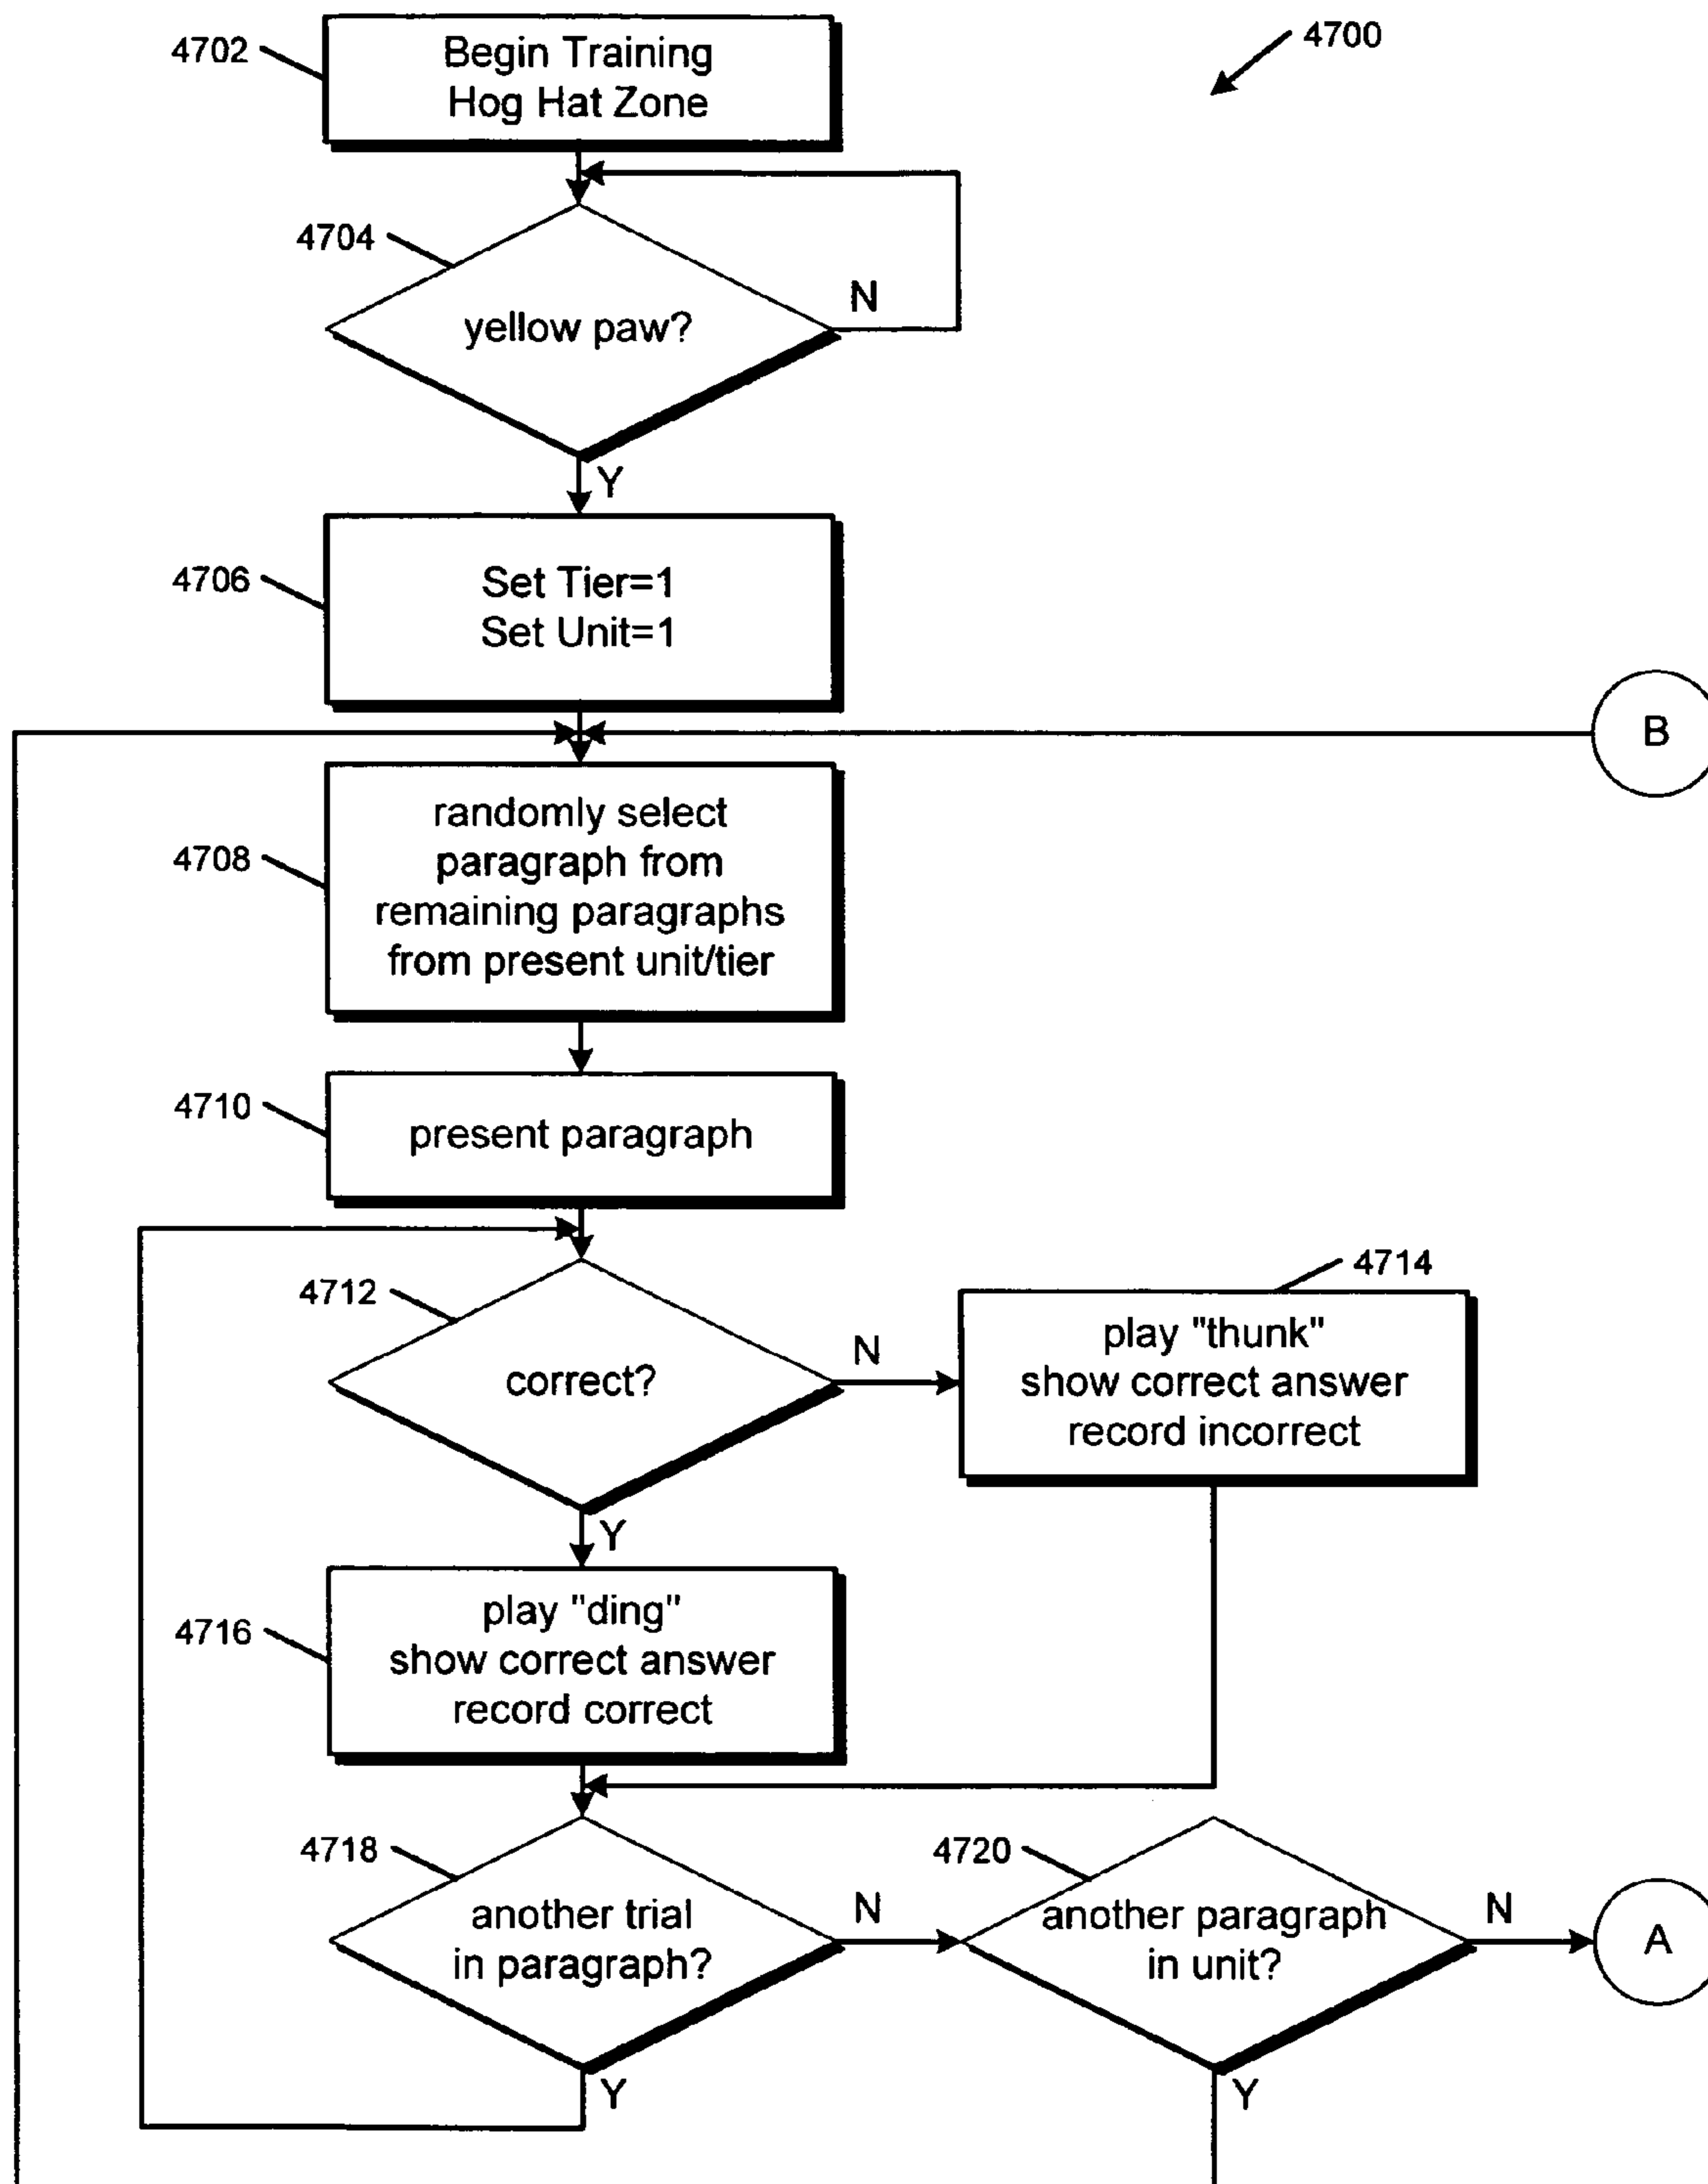 4702
Begin Training
Hog Hat Zone
4700
4704
yellow paw?
N
Y
4706
Set Tier=1
Set Unit=1
B
4708
randomly select
paragraph from
remaining paragraphs
from present unit/tier
4710
present paragraph
4712
correct?
N
4714
play "thunk"
show correct answer
record incorrect
Y
4716
play "ding"
show correct answer
record correct
4718
another trial
in paragraph?
N
4720
another paragraph
in unit?
N
A
Y
Y